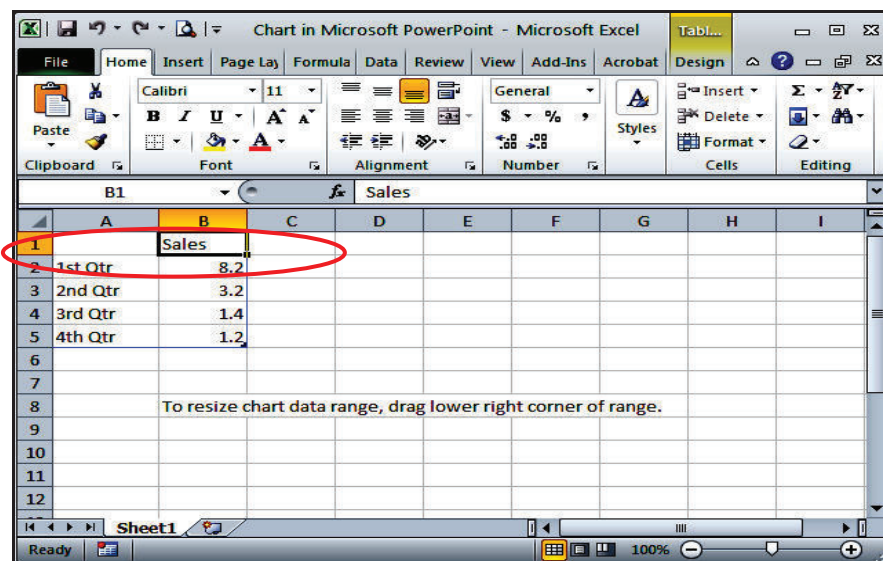 Chart in Microsoft PowerPoint - Microsoft Excel Tabl...
File Home Insert Page Lay Formula Data Review View Add-Ins Acrobat Design
Calibri 11 General Insert
B I U A A $ % , Delete
Paste Styles Format
Clipboard Font Alignment Number Cells Editing
B1 fx Sales
A B C D E F G H I
1 Sales
2 1st Qtr 8.2
3 2nd Qtr 3.2
4 3rd Qtr 1.4
5 4th Qtr 1.2
6
7
8 To resize chart data range, drag lower right corner of range.
9
10
11
12
Sheet1
Ready 100%